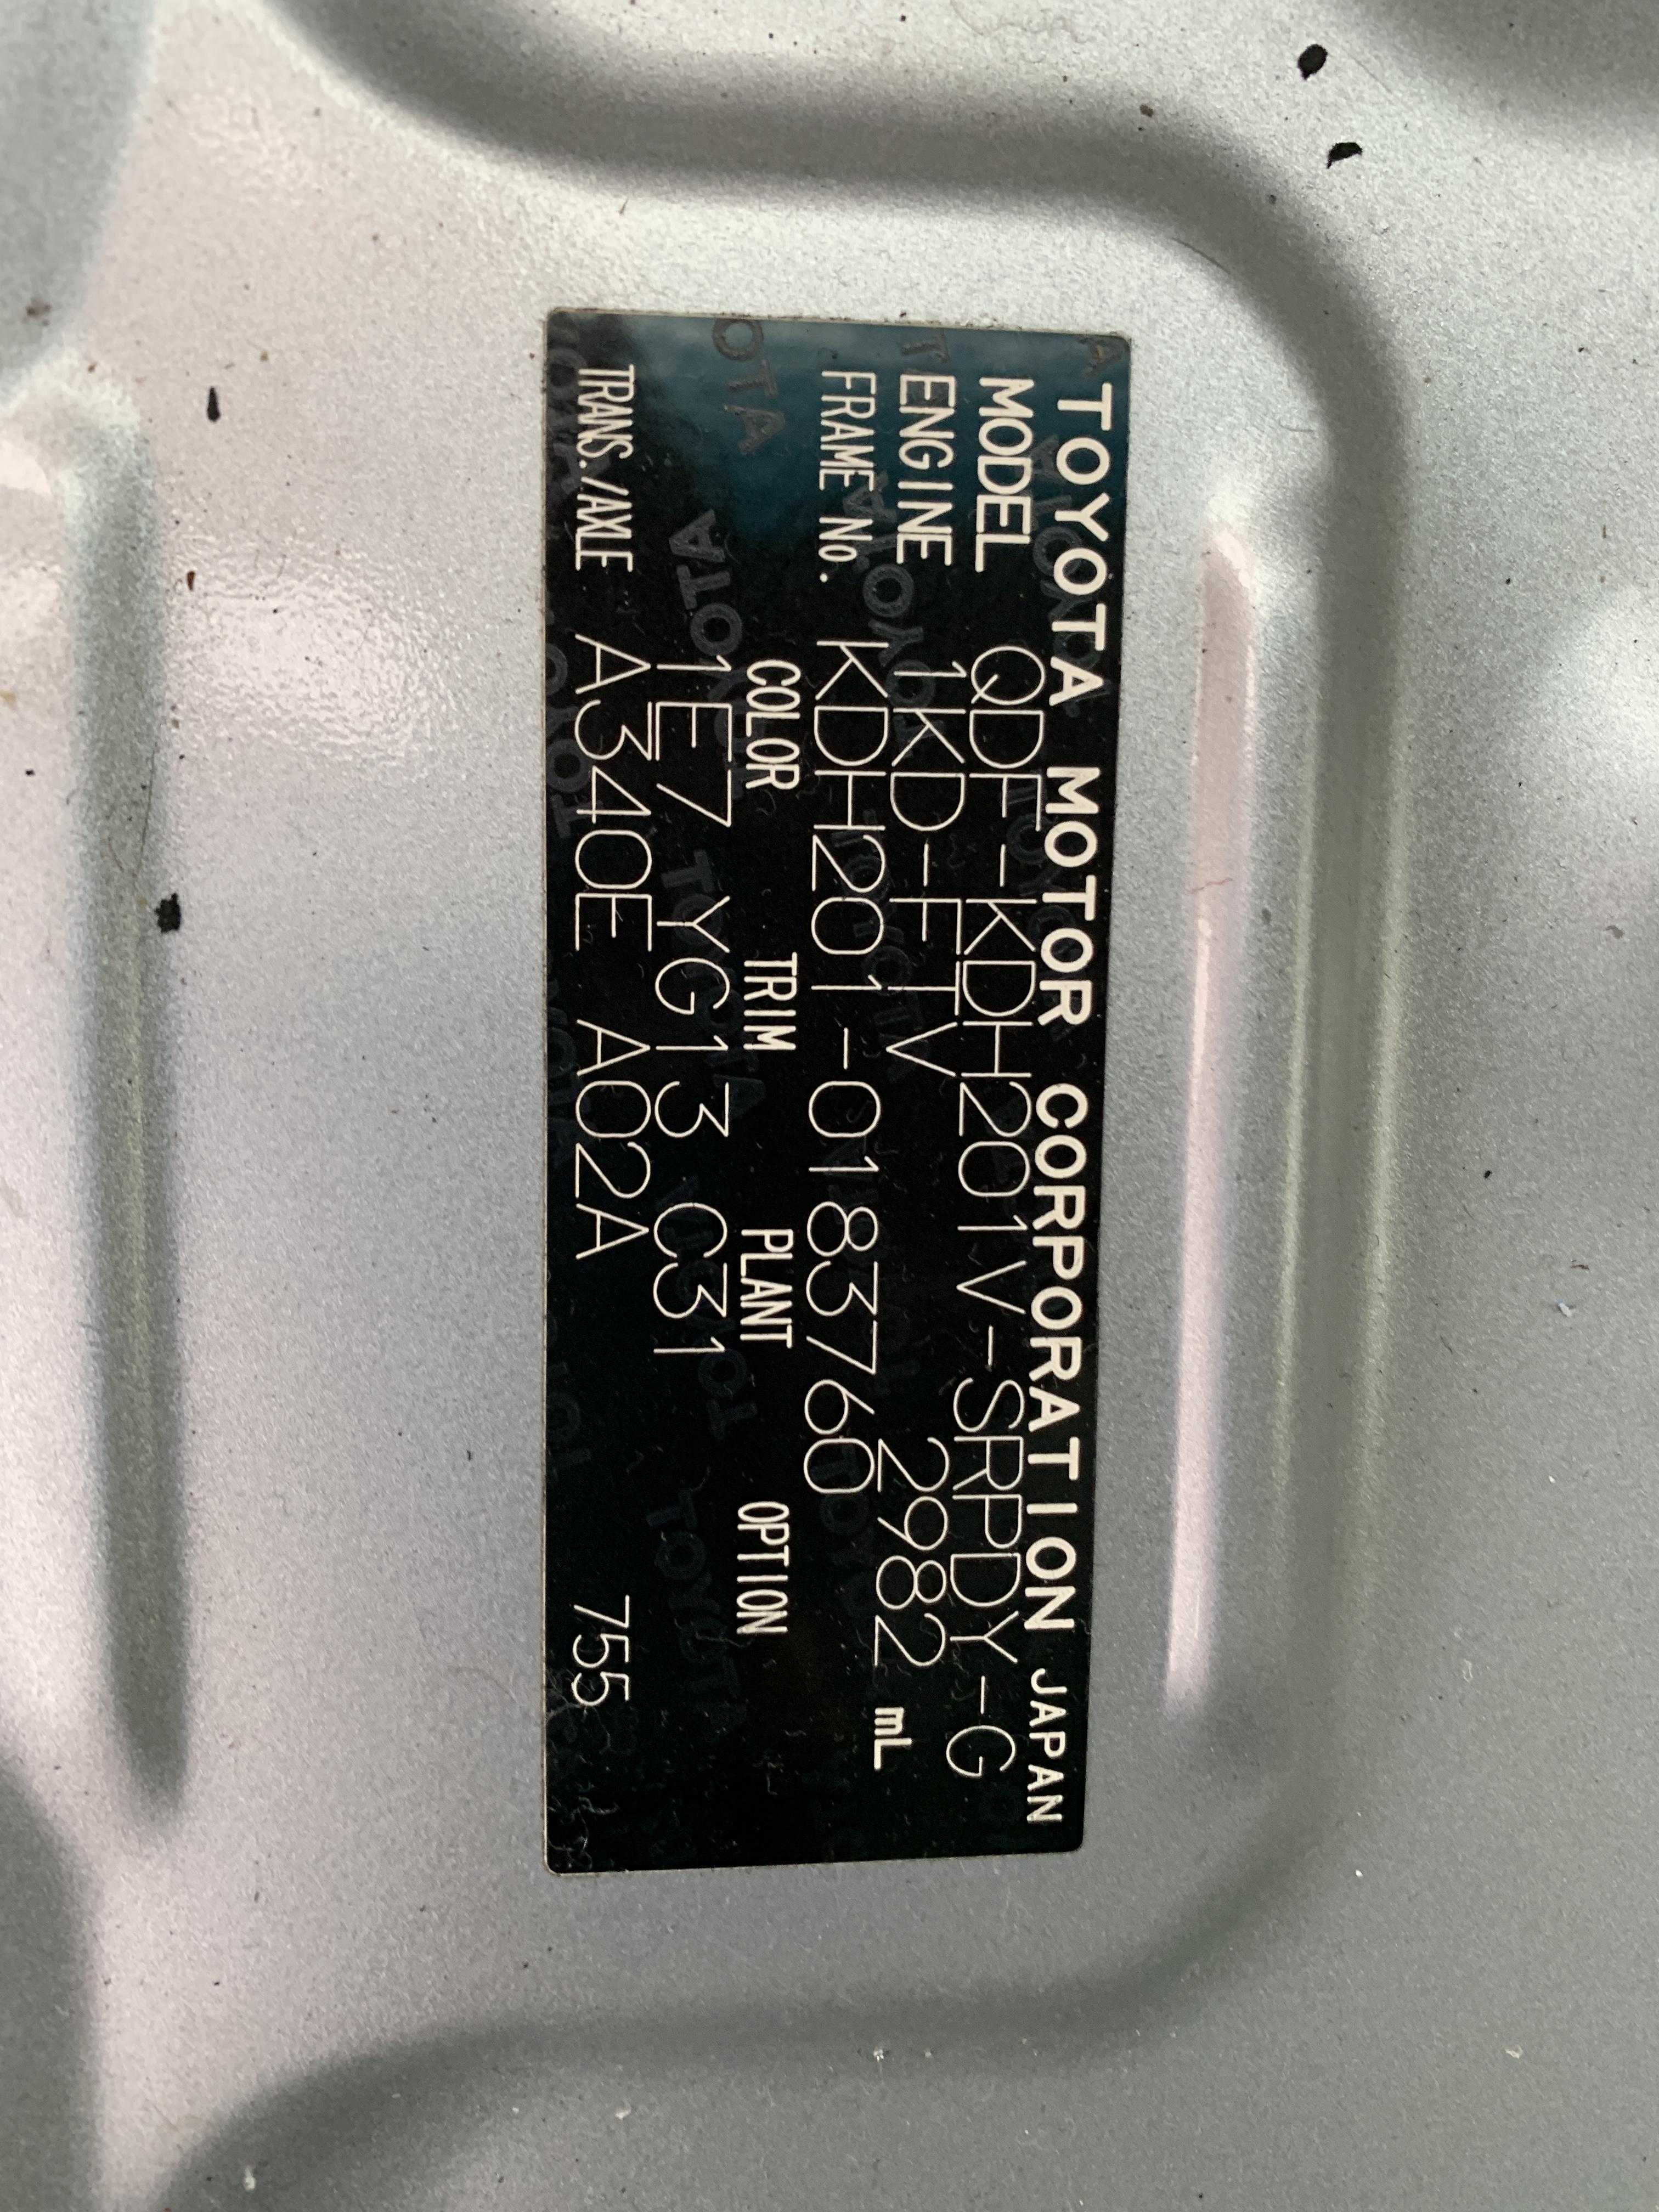 TOYOTA MOTOR CORPORATION JAPAN
MODEL QDF-KDH201V-SRPDY-G
ENGINE 1KD-FTV 2982 mL
FRAME No. KDH201-0183760
COLOR TRIM PLANT OPTION
1E7 YG13 C31
TRANS./AXLE A340E A02A 755